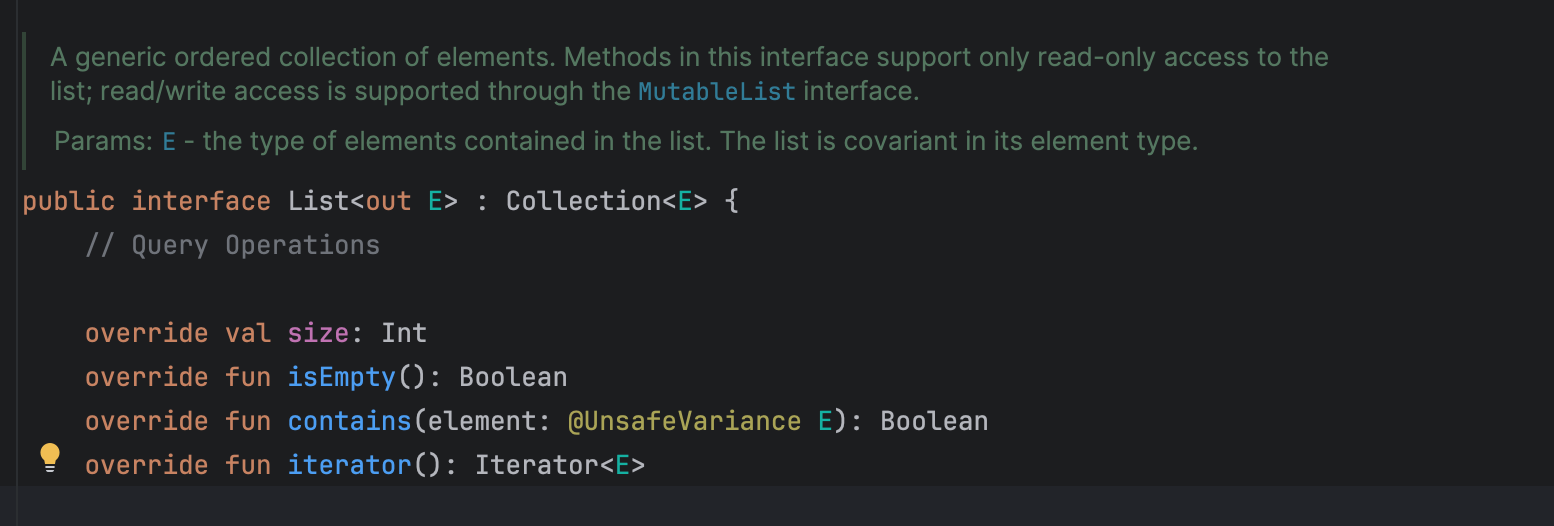 A generic ordered collection of elements. Methods in this interface support only read-only access to the
list; read/write access is supported through the MutableList interface.
Params: E - the type of elements contained in the list. The list is covariant in its element type.
public interface List<out E> : Collection<E> {
// Query Operations
override val size: Int
override fun isEmpty(): Boolean
override fun contains(element: @UnsafeVariance E): Boolean
override fun iterator(): Iterator<E>